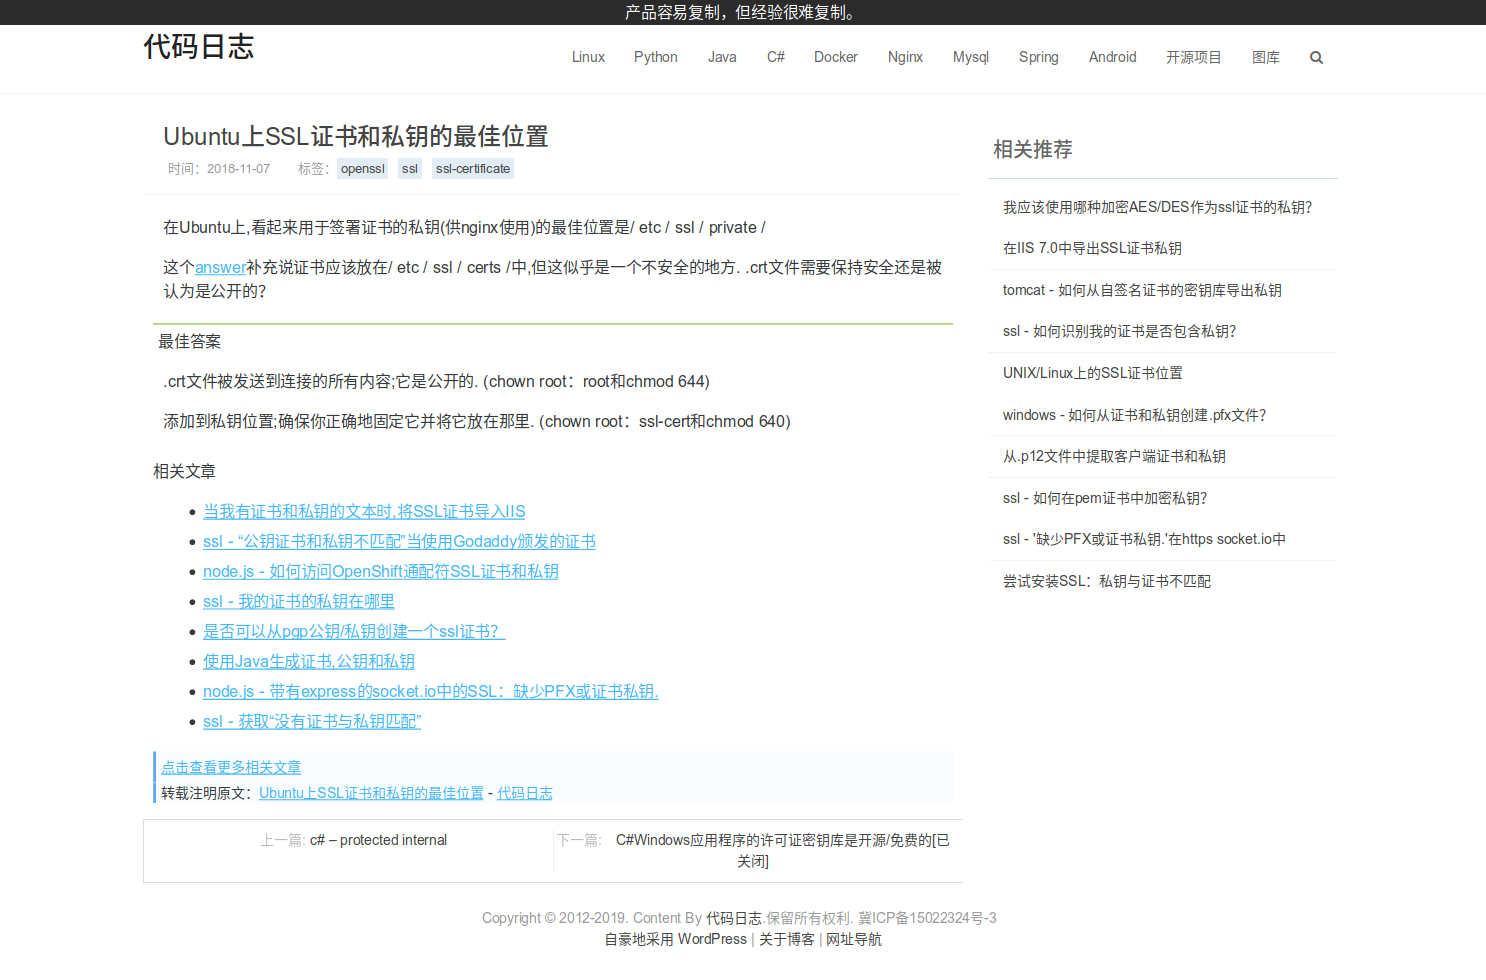 产品容易复制，但经验很难复制。
代码日志
Linux Python Java C# Docker Nginx Mysql Spring Android 开源项目 图库
Ubuntu上SSL证书和私钥的最佳位置
时间：2018-11-07 标签：openssl ssl ssl-certificate
在Ubuntu上,看起来用于签署证书的私钥(供nginx使用)的最佳位置是/ etc / ssl / private /
这个answer补充说证书应该放在/ etc / ssl / certs /中,但这似乎是一个不安全的地方. .crt文件需要保持安全还是被
认为是公开的？
最佳答案
.crt文件被发送到连接的所有内容;它是公开的. (chown root：root和chmod 644)
添加到私钥位置;确保你正确地固定它并将它放在那里. (chown root：ssl-cert和chmod 640)
相关文章
当我有证书和私钥的文本时,将SSL证书导入IIS
ssl - “公钥证书和私钥不匹配”当使用Godaddy颁发的证书
node.js - 如何访问OpenShift通配符SSL证书和私钥
ssl - 我的证书的私钥在哪里
是否可以从pgp公钥/私钥创建一个ssl证书？
使用Java生成证书,公钥和私钥
node.js - 带有express的socket.io中的SSL：缺少PFX或证书私钥.
ssl - 获取“没有证书与私钥匹配”
点击查看更多相关文章
转载注明原文：Ubuntu上SSL证书和私钥的最佳位置 - 代码日志
上一篇: c# – protected internal
下一篇: C#Windows应用程序的许可证密钥库是开源/免费的[已
关闭]
相关推荐
我应该使用哪种加密AES/DES作为ssl证书的私钥？
在IIS 7.0中导出SSL证书私钥
tomcat - 如何从自签名证书的密钥库导出私钥
ssl - 如何识别我的证书是否包含私钥？
UNIX/Linux上的SSL证书位置
windows - 如何从证书和私钥创建.pfx文件？
从.p12文件中提取客户端证书和私钥
ssl - 如何在pem证书中加密私钥？
ssl - '缺少PFX或证书私钥.'在https socket.io中
尝试安装SSL：私钥与证书不匹配
Copyright © 2012-2019. Content By 代码日志.保留所有权利. 冀ICP备15022324号-3
自豪地采用 WordPress | 关于博客 | 网址导航